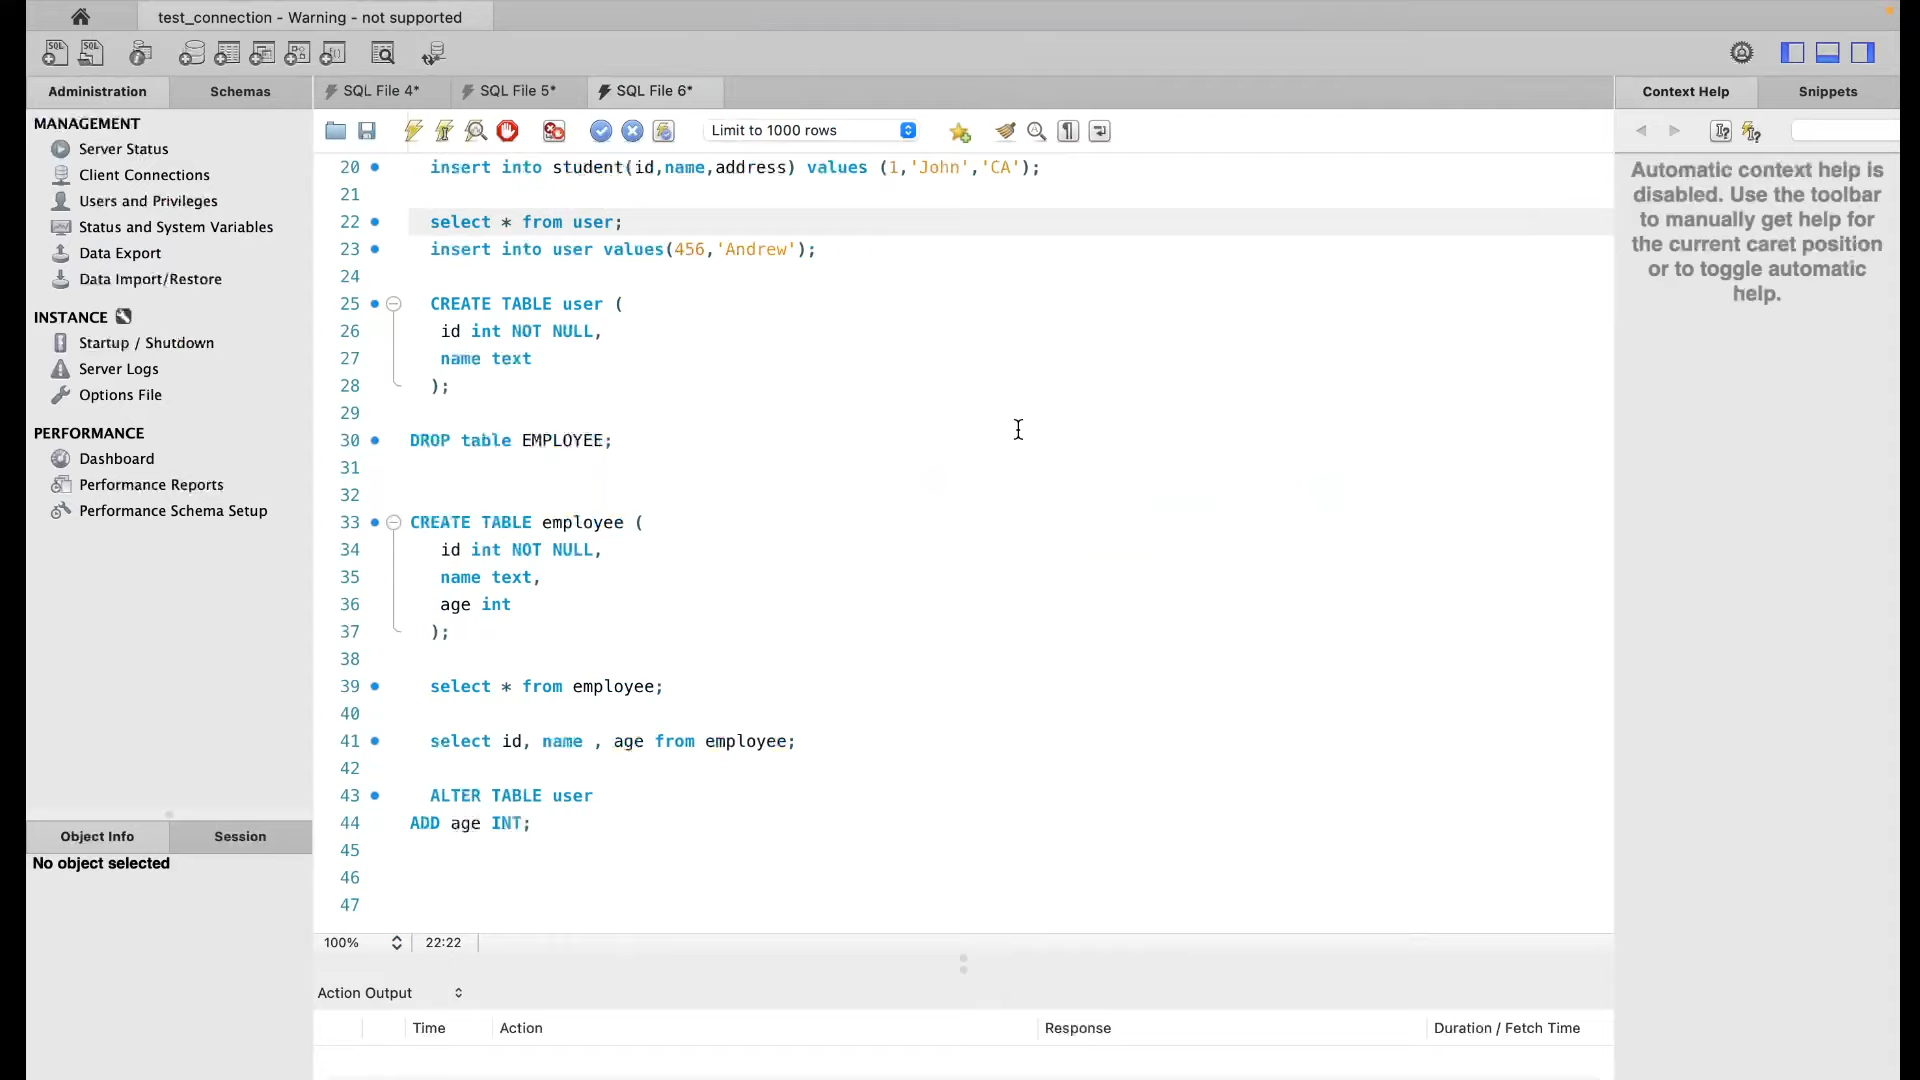 test_connection - Warning - not supported
Administration
Schemas
SQL File 4*
SQL File 5*
SQL File 6*
Context Help
Snippets
Limit to 1000 rows
MANAGEMENT
Server Status
Client Connections
Users and Privileges
Status and System Variables
Data Export
Data Import/Restore
INSTANCE
Startup / Shutdown
Server Logs
Options File
PERFORMANCE
Dashboard
Performance Reports
Performance Schema Setup
Object Info
Session
No object selected
20 insert into student(id,name,address) values (1,'John','CA');
21
22 select * from user;
23 insert into user values(456,'Andrew');
24
25 CREATE TABLE user (
26 id int NOT NULL,
27 name text
28 );
29
30 DROP table EMPLOYEE;
31
32
33 CREATE TABLE employee (
34 id int NOT NULL,
35 name text,
36 age int
37 );
38
39 select * from employee;
40
41 select id, name , age from employee;
42
43 ALTER TABLE user
44 ADD age INT;
45
46
47
100%
22:22
Action Output
Time
Action
Response
Duration / Fetch Time
Automatic context help is
disabled. Use the toolbar
to manually get help for
the current caret position
or to toggle automatic
help.